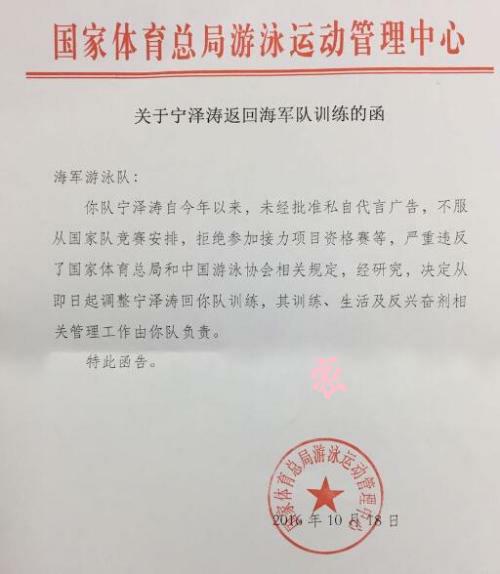 国家体育总局游泳运动管理中心
关于宁泽涛返回海军队训练的函
海军游泳队：
你队宁泽涛自今年以来，未经批准私自代言广告，不服
从国家队竞赛安排，拒绝参加接力项目资格赛等，严重违反
了国家体育总局和中国游泳协会相关规定，经研究，决定从
即日起调整宁泽涛回你队训练，其训练、生活及反兴奋剂相
关管理工作由你队负责。
特此函告。
国家体育总局游泳运动管理中心
2016 年 10 月 18 日